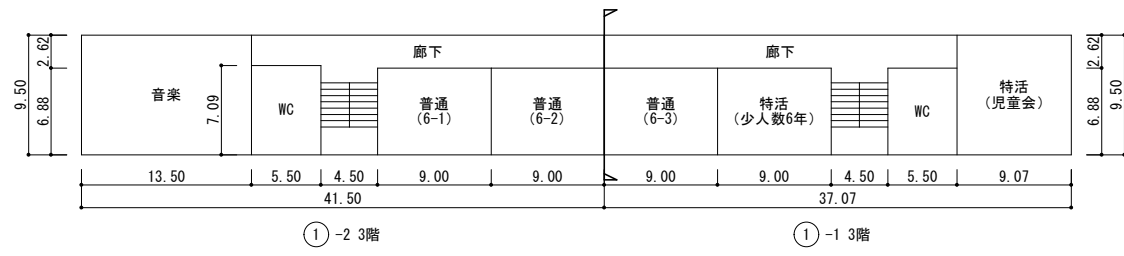 廊下
廊下
音楽
WC
普通
(6-1)
普通
(6-2)
普通
(6-3)
特活
(少人数6年)
WC
特活
(児童会)
9.50
2.62
6.88
7.09
2.62
6.88
9.50
13.50
5.50
4.50
9.00
9.00
9.00
9.00
4.50
5.50
9.07
41.50
37.07
① -2 3階
① -1 3階